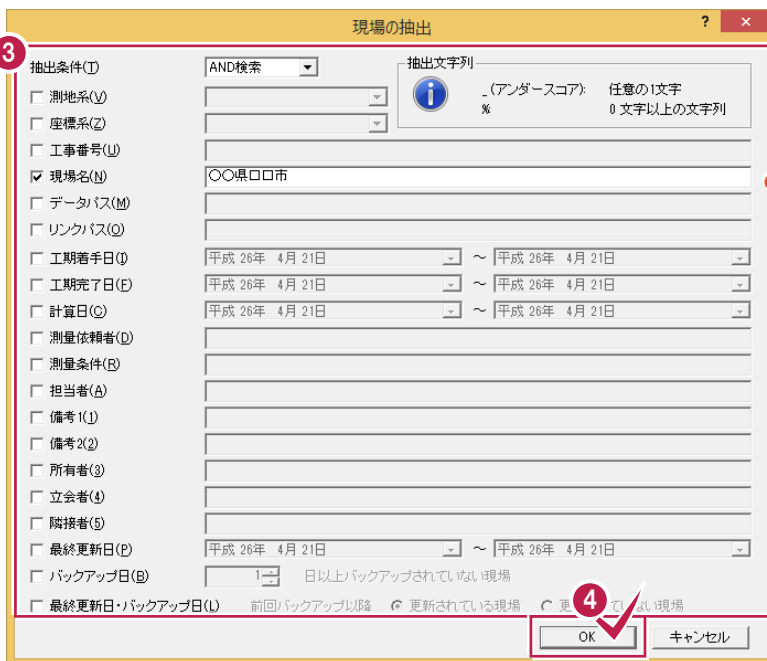 現場の抽出 ? ×
3
抽出条件(T) AND検索
抽出文字列
_(アンダースコア): 任意の1文字
% 0 文字以上の文字列
測地系(V)
座標系(Z)
工事番号(U)
現場名(N) 〇〇県口口市
データパス(M)
リンクパス(O)
工期着手日(I) 平成 26年 4月 21日 ~ 平成 26年 4月 21日
工期完了日(F) 平成 26年 4月 21日 ~ 平成 26年 4月 21日
計算日(C) 平成 26年 4月 21日 ~ 平成 26年 4月 21日
測量依頼者(D)
測量条件(R)
担当者(A)
備考1(1)
備考2(2)
所有者(3)
立会者(4)
隣接者(5)
最終更新日(P) 平成 26年 4月 21日 ~ 平成 26年 4月 21日
バックアップ日(B) 1 日以上バックアップされていない現場
最終更新日・バックアップ日(L) 前回バックアップ以降 更新されている現場 更 ていない現場
4
OK キャンセル